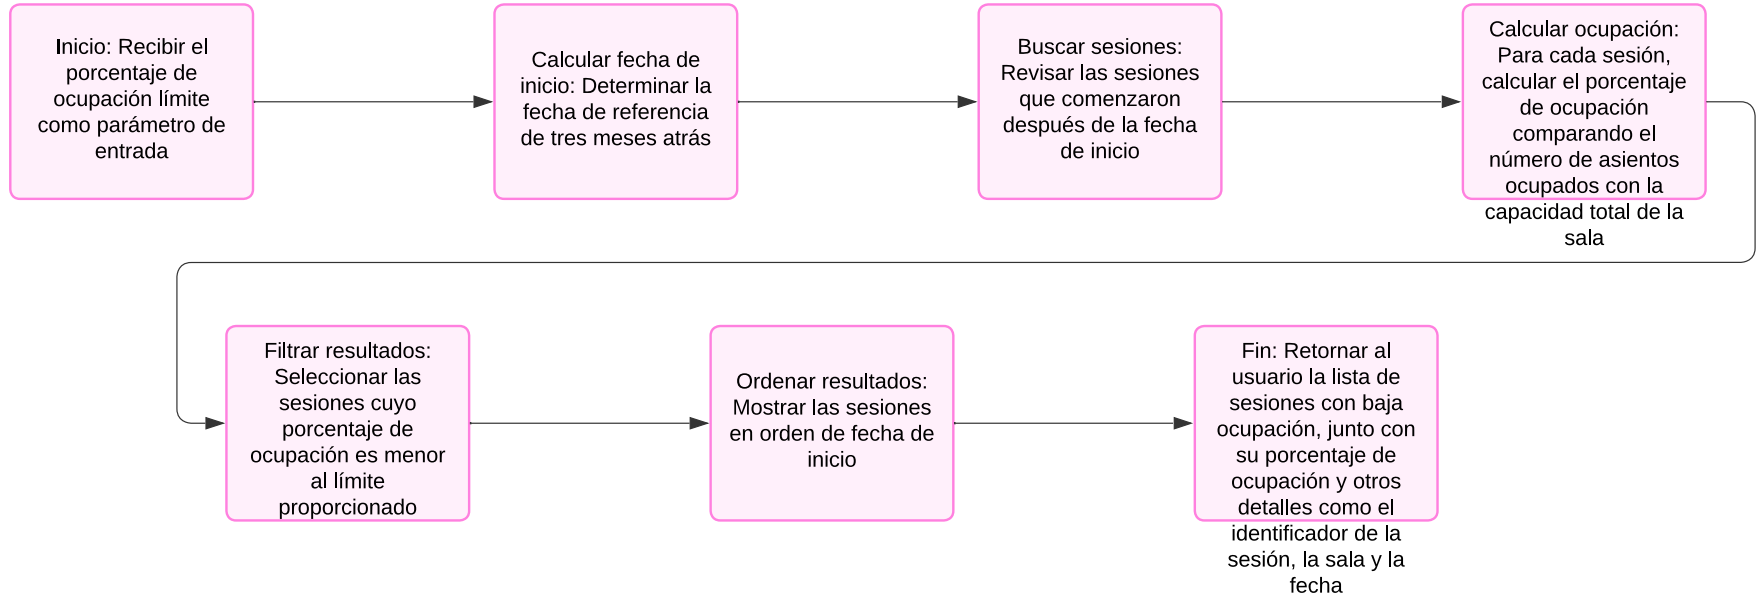 Inicio: Recibir el
porcentaje de
ocupación límite
como parámetro de
entrada
Calcular fecha de
inicio: Determinar la
fecha de referencia
de tres meses atrás
Buscar sesiones:
Revisar las sesiones
que comenzaron
después de la fecha
de inicio
Calcular ocupación:
Para cada sesión,
calcular el porcentaje
de ocupación
comparando el
número de asientos
ocupados con la
capacidad total de la
sala
Filtrar resultados:
Seleccionar las
sesiones cuyo
porcentaje de
ocupación es menor
al límite
proporcionado
Ordenar resultados:
Mostrar las sesiones
en orden de fecha de
inicio
Fin: Retornar al
usuario la lista de
sesiones con baja
ocupación, junto con
su porcentaje de
ocupación y otros
detalles como el
identificador de la
sesión, la sala y la
fecha